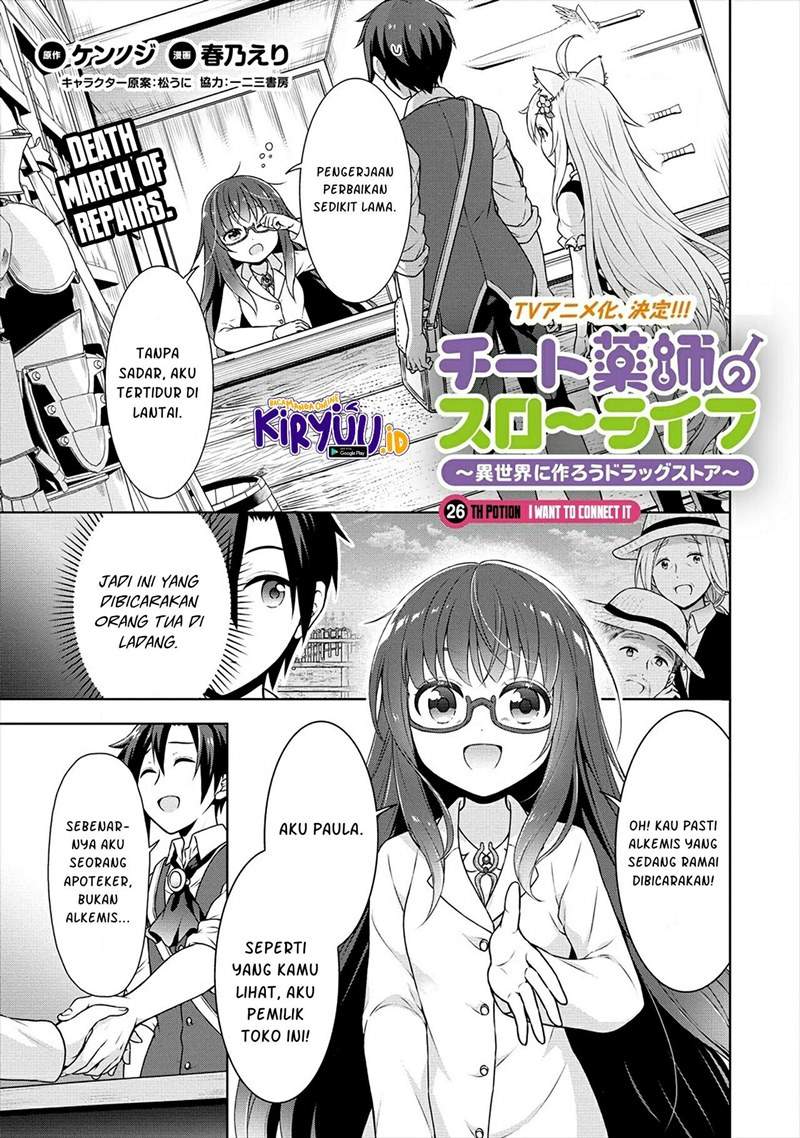 原作 ケンノジ 漫画 春乃えり
キャラクター原案：松うに 協力：一二三書房
DEATH
MARCH OF
REPAIRS.
PENGERJAAN
PERBAIKAN
SEDIKIT LAMA.
TANPA
SADAR, AKU
TERTIDUR DI
LANTAI.
BACA MANGA ONLINE
KIRYUU.ID
Google Play
TVアニメ化、決定!!!
チート薬師の
スローライフ
～異世界に作ろうドラッグストア～
26 TH POTION I WANT TO CONNECT IT
JADI INI YANG
DIBICARAKAN
ORANG TUA DI
LADANG.
OH! KAU PASTI
ALKEMIS YANG
SEDANG RAMAI
DIBICARAKAN!
AKU PAULA.
SEPERTI
YANG KAMU
LIHAT, AKU
PEMILIK
TOKO INI!
SEBENAR-
NYA AKU
SEORANG
APOTEKER,
BUKAN
ALKEMIS...